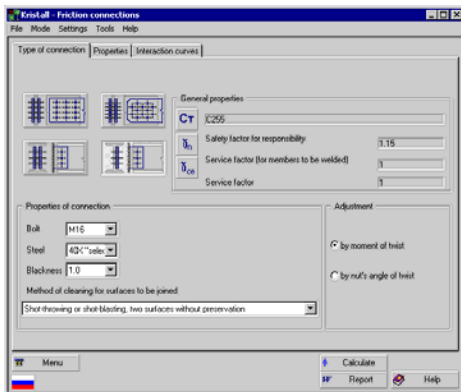 Kristall - Friction connections
File Mode Settings Tools Help
Type of connection Properties Interaction curves
General properties
Ст C255
γn Safety factor for responsibility 1.15
γce Service factor (for members to be welded) 1
Service factor 1
Properties of connection
Adjustment
Bolt M16
Steel
Blackness 1.0
by moment of twist
by nut's angle of twist
Method of cleaning for surfaces to be joined
Shot-throwing or shot-blasting, two surfaces without preservation
Menu
Calculate
Report
Help